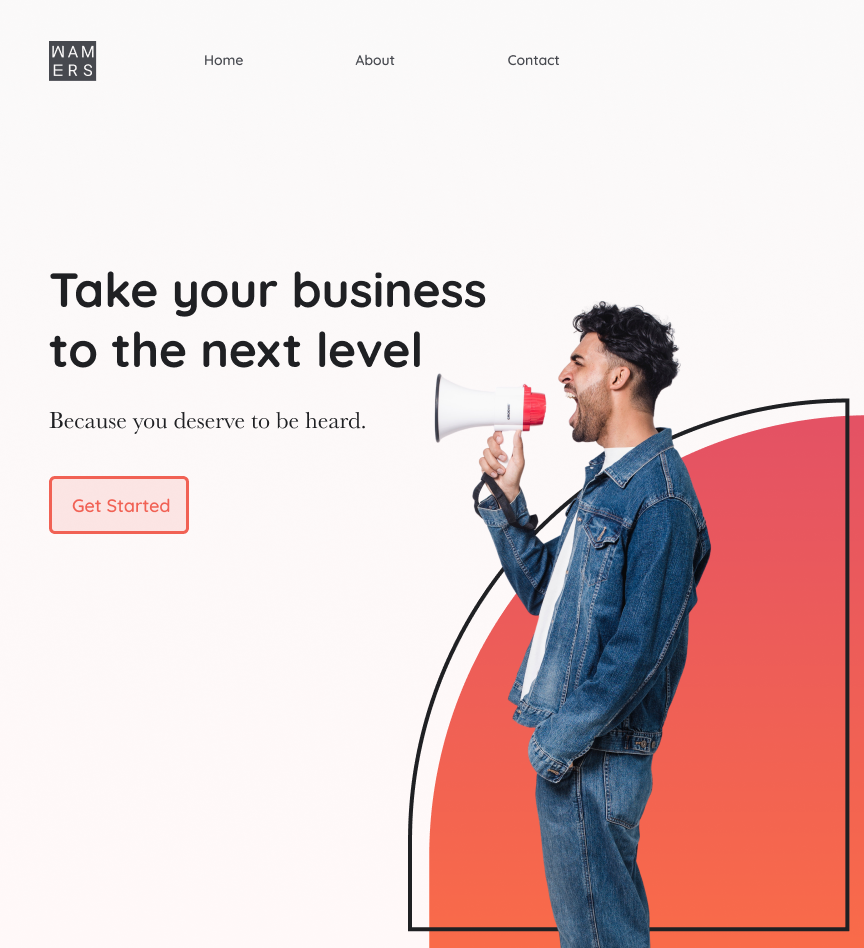 WAM
ERS
Home About Contact
Take your business
to the next level
Because you deserve to be heard.
Get Started